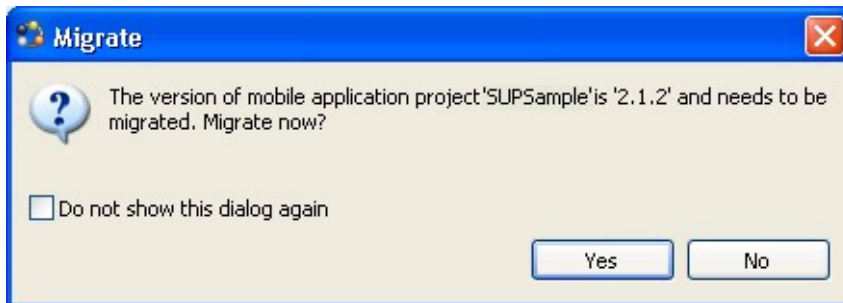 Migrate
The version of mobile application project'SUPSample'is '2.1.2' and needs to be
migrated. Migrate now?
Do not show this dialog again
Yes No